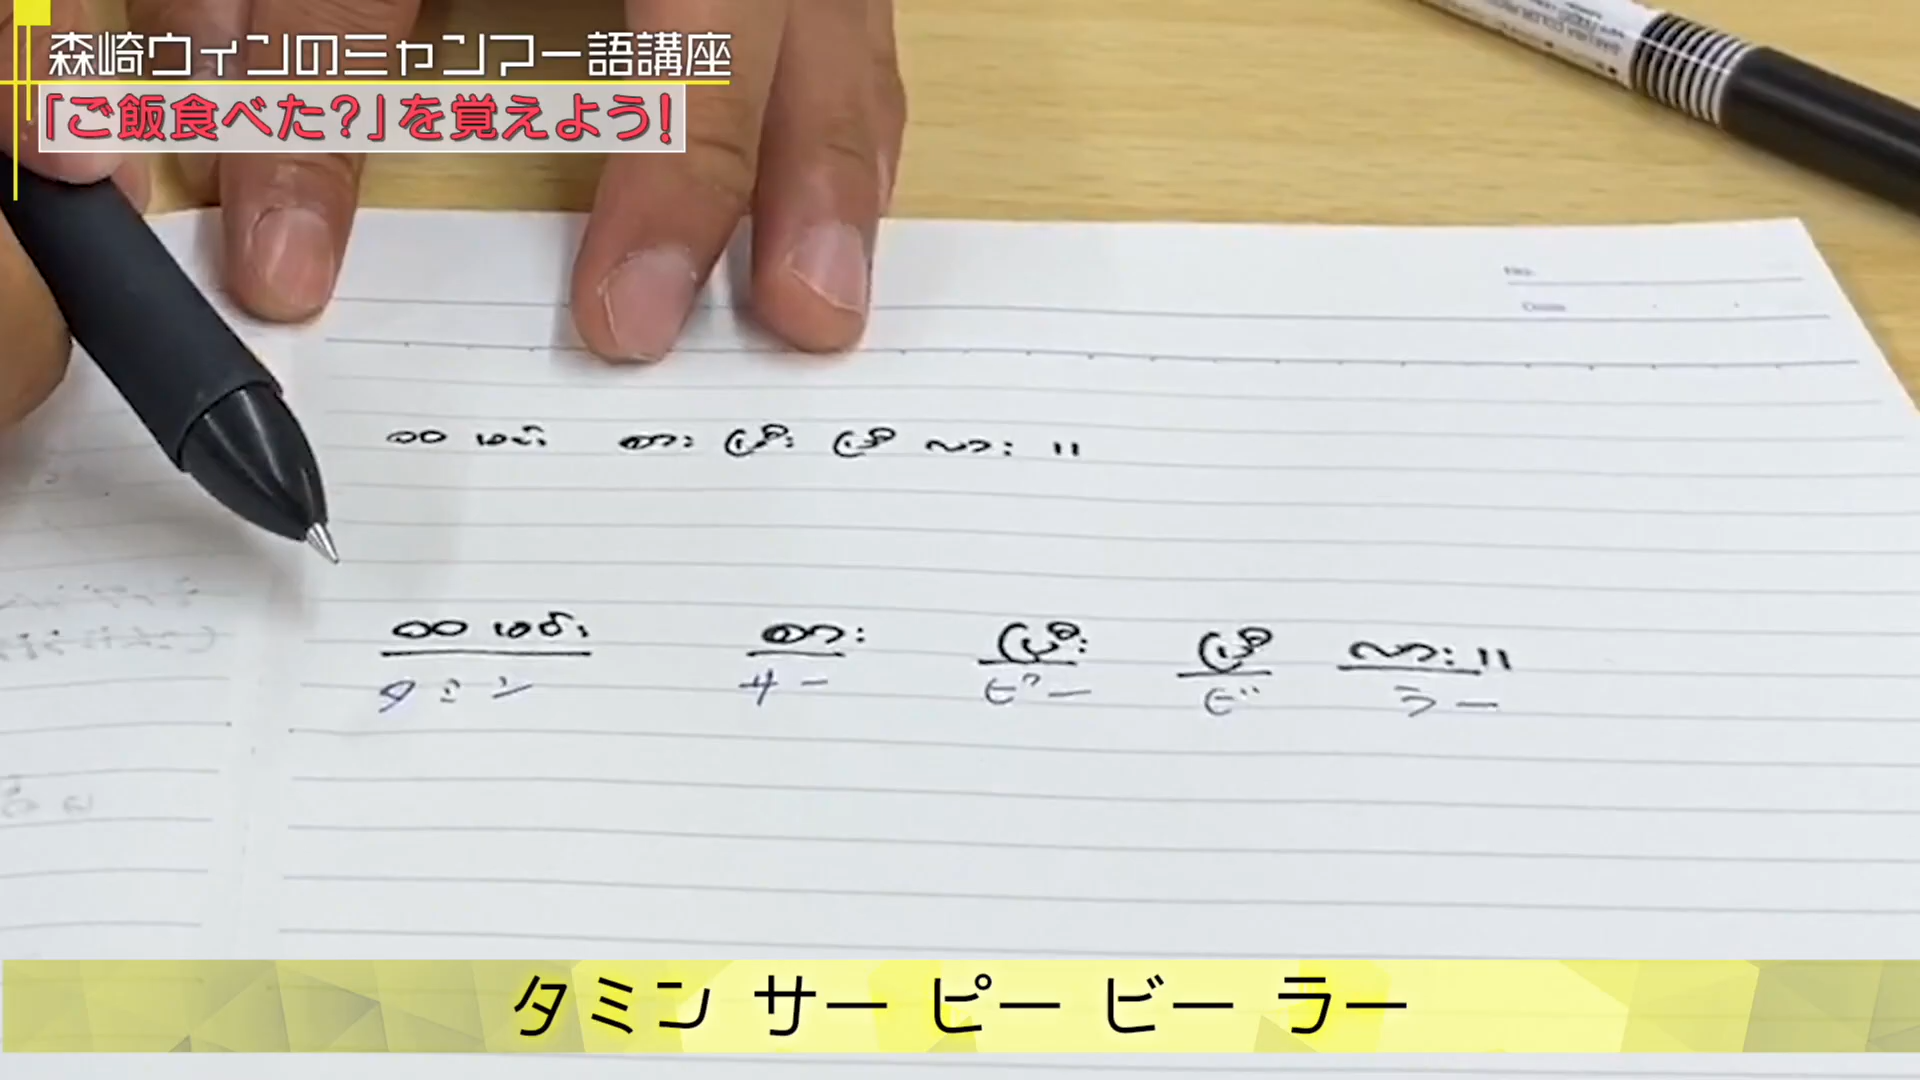 森崎ウィンのミャンマー語講座
「ご飯食べた?」を覚えよう!
ထမင်း စားပြီးပြီလား ။
ထမင်း စား ပြီး ပြီ လား ။
タミン サー ピー ビ ラー
タミン サー ピー ビー ラー